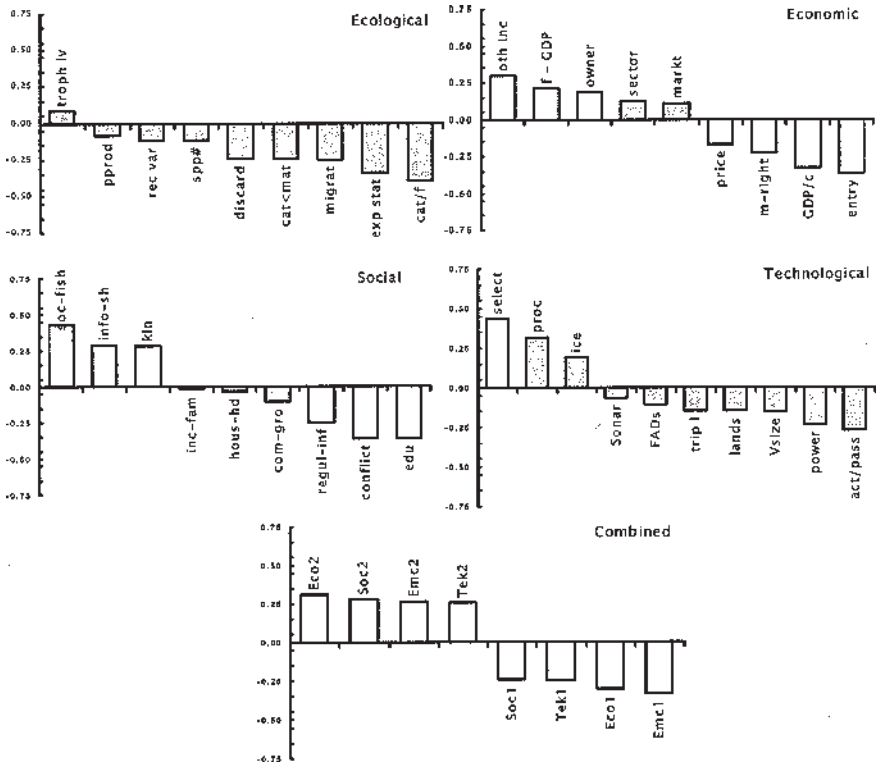 Ecological
0.75
0.50
0.25
0.00
-0.25
-0.50
-0.75
troph lv
pprod
rec var
spp#
discard
cat<mat
migrat
exp stat
cat/f
Economic
0.75
0.50
0.25
0.00
-0.25
-0.50
-0.75
oth inc
f - GDP
owner
sector
markt
price
m-right
GDP/c
entry
Social
0.75
0.50
0.25
0.00
-0.25
-0.50
-0.75
soc-fish
info-sh
kin
inc-fam
hous-hd
com-gro
regul-inf
conflict
edu
Technological
0.75
0.50
0.25
0.00
-0.25
-0.50
-0.75
select
proc
ice
Sonar
FADs
trip l
lands
Vsize
power
act/pass
Combined
0.75
0.50
0.25
0.00
-0.20
-0.50
-0.75
Eco2
Soc2
Emc2
Tek2
Soc1
Tek1
Eco1
Emc1